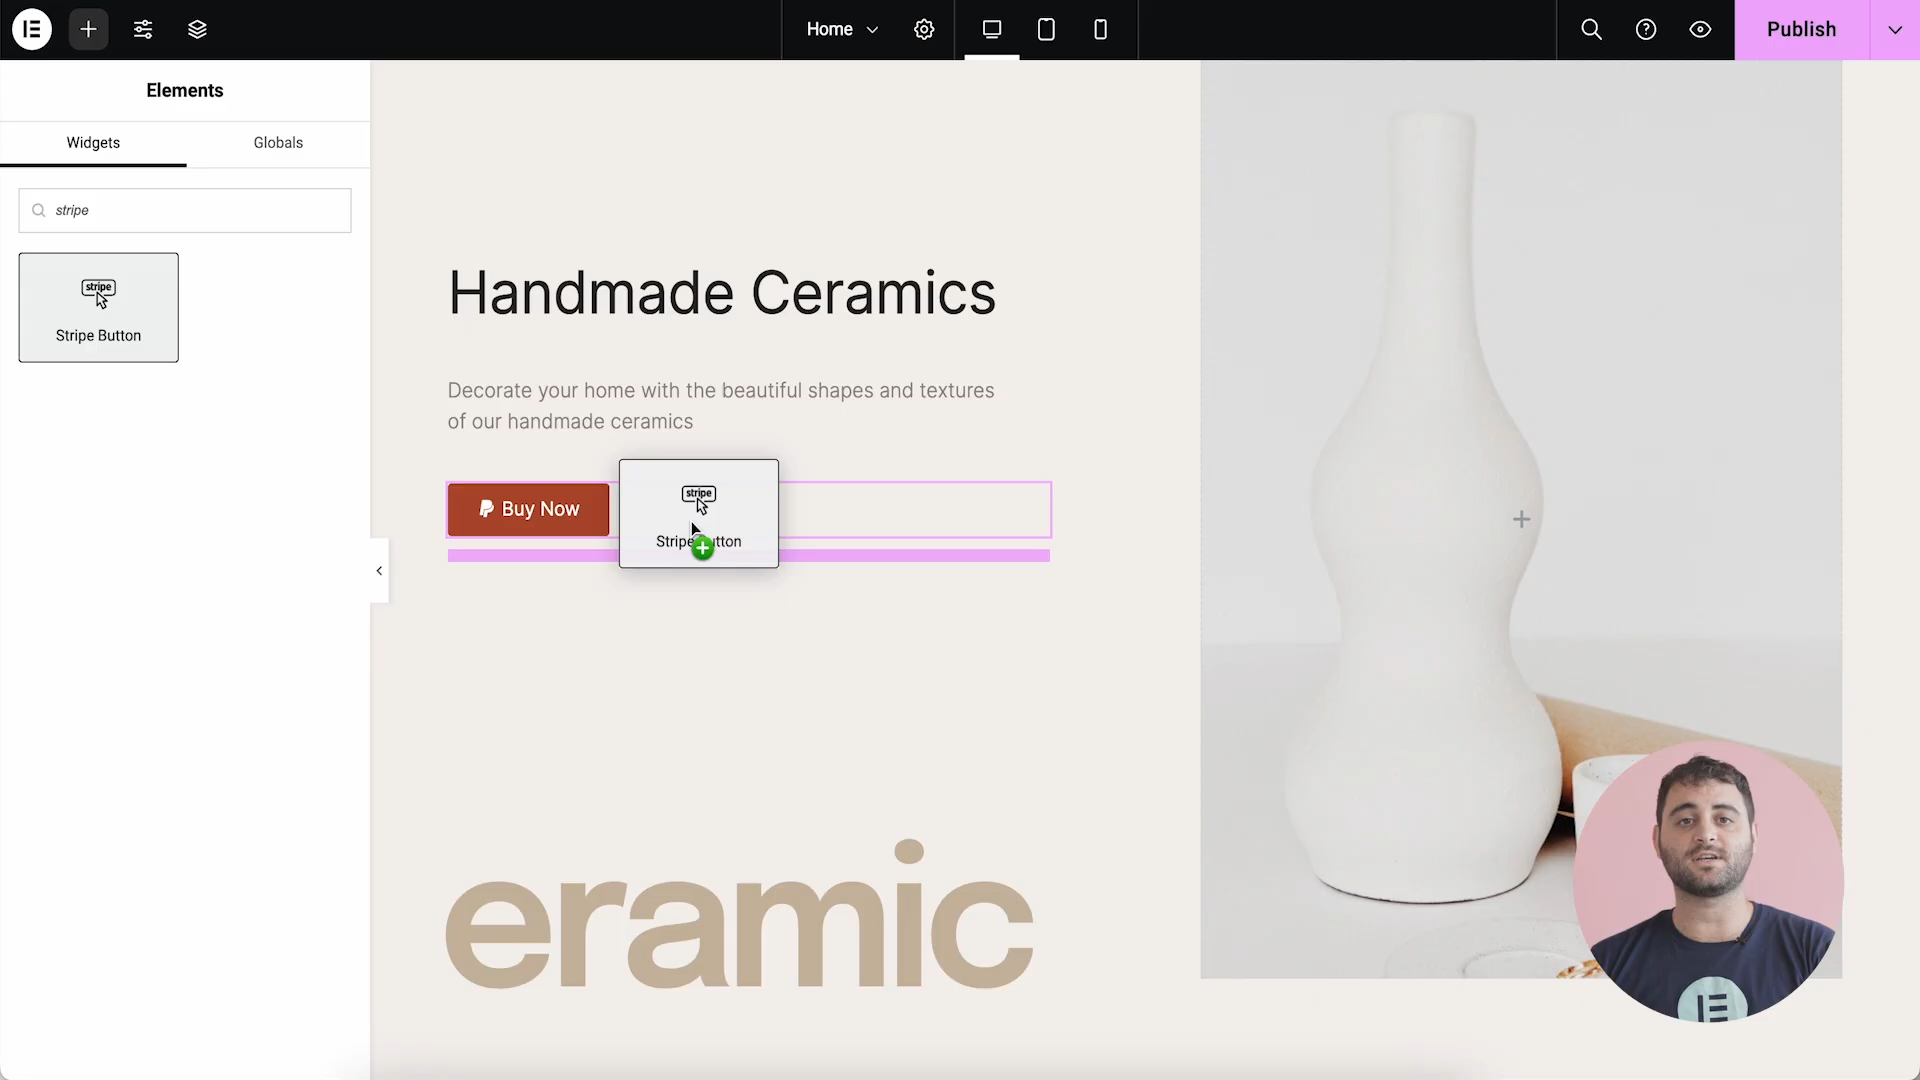 Home
Publish
Elements
Widgets
Globals
stripe
stripe
Stripe Button
Handmade Ceramics
Decorate your home with the beautiful shapes and textures
of our handmade ceramics
Buy Now
stripe
eramic